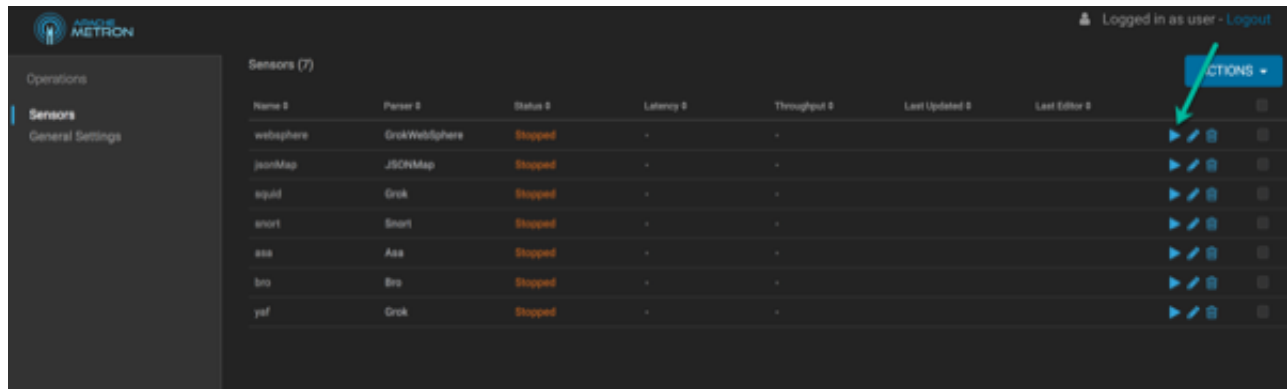 APACHE
METRON
Logged in as user - Logout
Operations
Sensors
General Settings
Sensors (7)
ACTIONS
Name Parser Status Latency Throughput Last Updated Last Editor
websphere GrokWebSphere Stopped - -
jsonMap JSONMap Stopped - -
squid Grok Stopped - -
snort Snort Stopped - -
asa Asa Stopped - -
bro Bro Stopped - -
yaf Grok Stopped - -